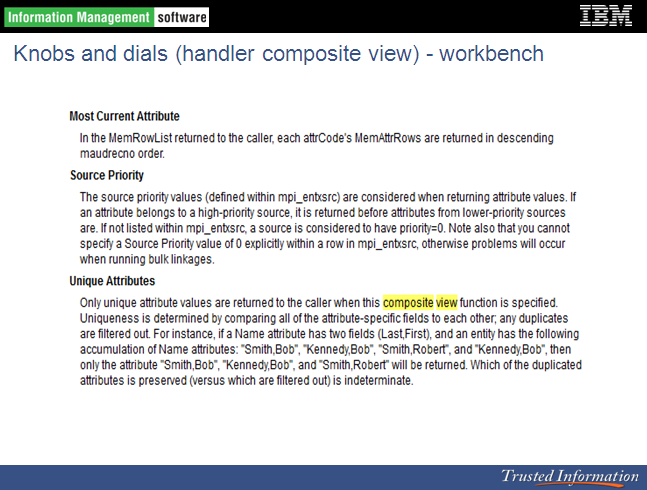 Information Management software
IBM
Knobs and dials (handler composite view) - workbench
Most Current Attribute
In the MemRowList returned to the caller, each attrCode's MemAttrRows are returned in descending
maudrecno order.
Source Priority
The source priority values (defined within mpi_entxsrc) are considered when returning attribute values. If
an attribute belongs to a high-priority source, it is returned before attributes from lower-priority sources
are. If not listed within mpi_entxsrc, a source is considered to have priority=0. Note also that you cannot
specify a Source Priority value of 0 explicitly within a row in mpi_entxsrc, otherwise problems will occur
when running bulk linkages.
Unique Attributes
Only unique attribute values are returned to the caller when this composite view function is specified.
Uniqueness is determined by comparing all of the attribute-specific fields to each other; any duplicates
are filtered out. For instance, if a Name attribute has two fields (Last,First), and an entity has the following
accumulation of Name attributes: "Smith,Bob", "Kennedy,Bob", "Smith,Robert", and "Kennedy,Bob", then
only the attribute "Smith,Bob", "Kennedy,Bob", and "Smith,Robert" will be returned. Which of the duplicated
attributes is preserved (versus which are filtered out) is indeterminate.
Trusted Information